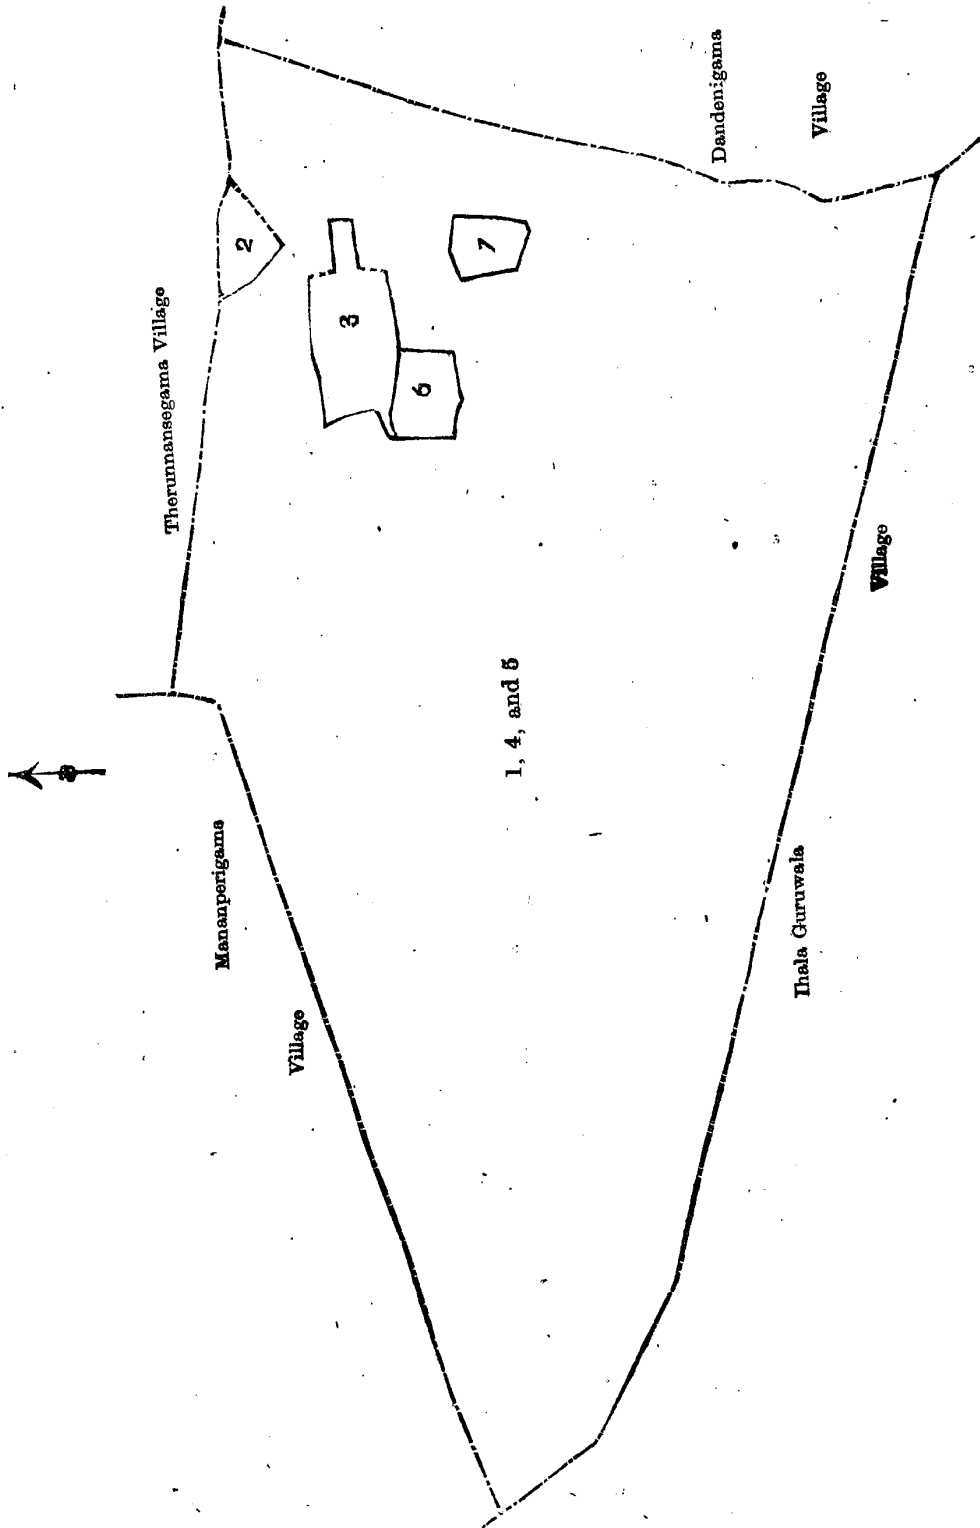 Therunnansegama Village
Mananperigama
Village
2
3
6
7
1, 4, and 5
Dandenigama
Village
Ihala Guruwala
Village